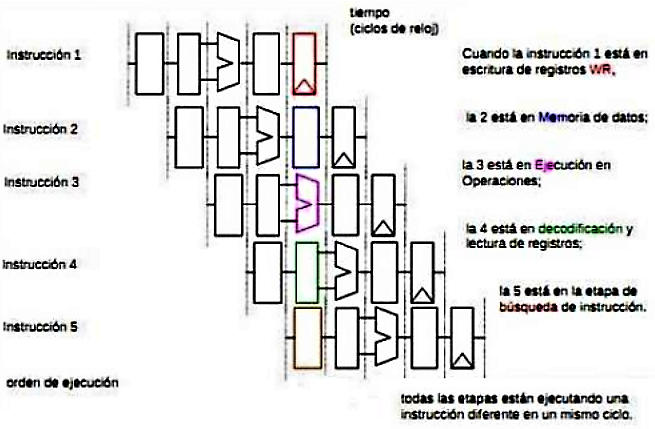 tiempo
(ciclos de reloj)
Instrucción 1
Cuando la instrucción 1 está en
escritura de registros WR,
Instrucción 2
la 2 está en Memoria de datos;
Instrucción 3
la 3 está en Ejecución en
Operaciones;
Instrucción 4
la 4 está en decodificación y
lectura de registros;
la 5 está en la etapa de
búsqueda de instrucción.
Instrucción 5
orden de ejecución
todas las etapas están ejecutando una
instrucción diferente en un mismo ciclo.